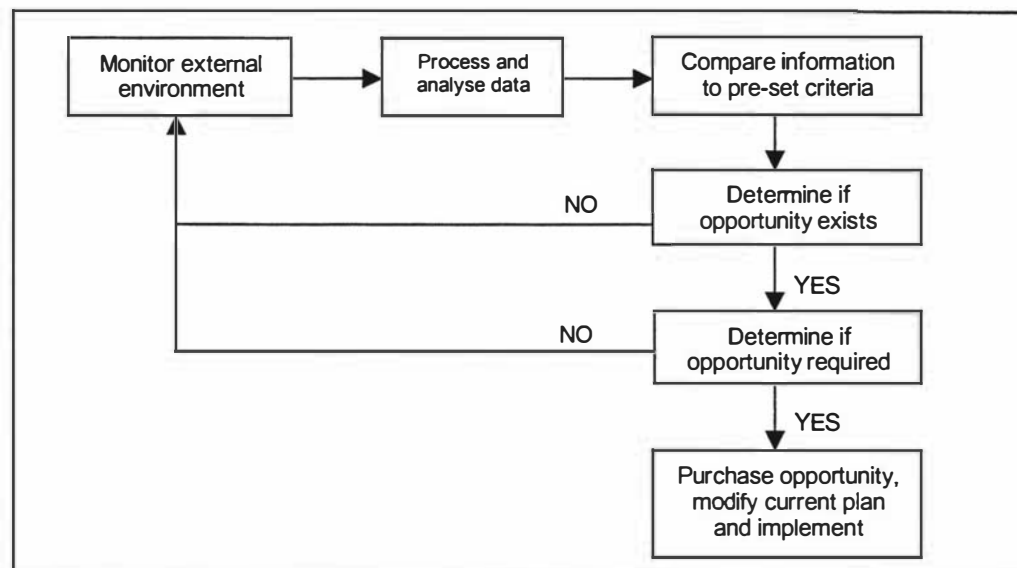 Monitor external
environment
Process and
analyse data
Compare information
to pre-set criteria
Determine if
opportunity exists
NO
YES
Determine if
opportunity required
NO
YES
Purchase opportunity,
modify current plan
and implement